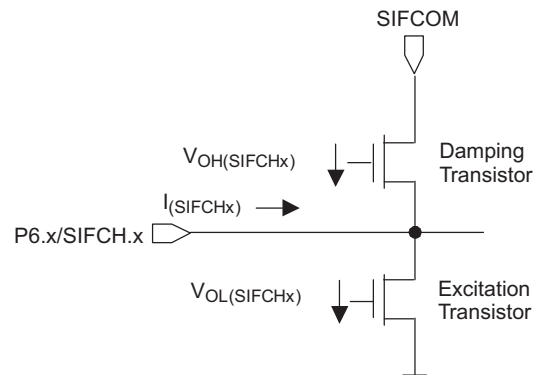 SIFCOM
V_OH(SIFCHx)
Damping
Transistor
I_(SIFCHx)
P6.x/SIFCH.x
V_OL(SIFCHx)
Excitation
Transistor